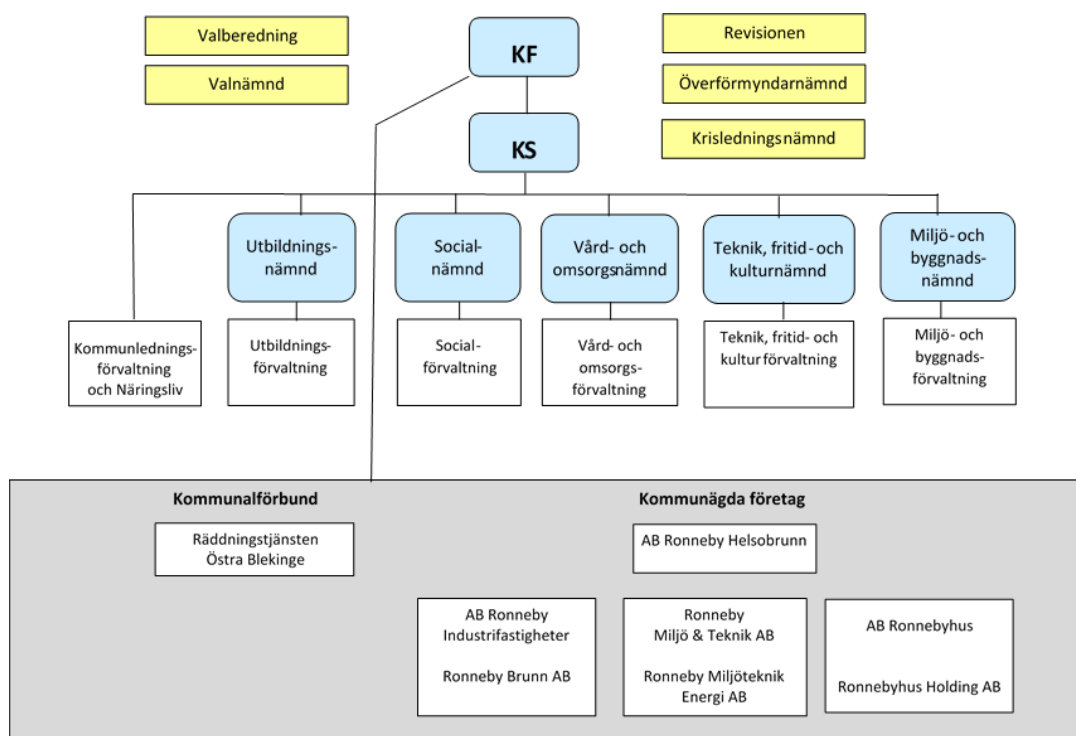 Valberedning
Valnämnd
KF
KS
Revisionen
Överförmyndarnämnd
Krisledningsnämnd
Utbildnings-
nämnd
Social-
nämnd
Vård- och
omsorgsnämnd
Teknik, fritid- och
kulturnämnd
Miljö- och
byggnads-
nämnd
Kommunlednings-
förvaltning
och Näringsliv
Utbildnings-
förvaltning
Social-
förvaltning
Vård- och
omsorgs-
förvaltning
Teknik, fritid- och
kulturförvaltning
Miljö- och
byggnads-
förvaltning
Kommunalförbund
Räddningstjänsten
Östra Blekinge
Kommunägda företag
AB Ronneby Helsobrunn
AB Ronneby
Industrifastigheter
Ronneby Brunn AB
Ronneby
Miljö & Teknik AB
Ronneby Miljöteknik
Energi AB
AB Ronnebyhus
Ronnebyhus Holding AB